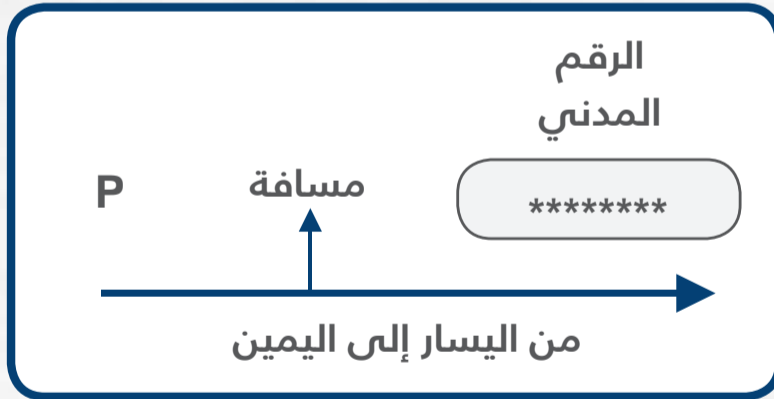 الرقم
المدني
P مسافة ********
من اليسار إلى اليمين